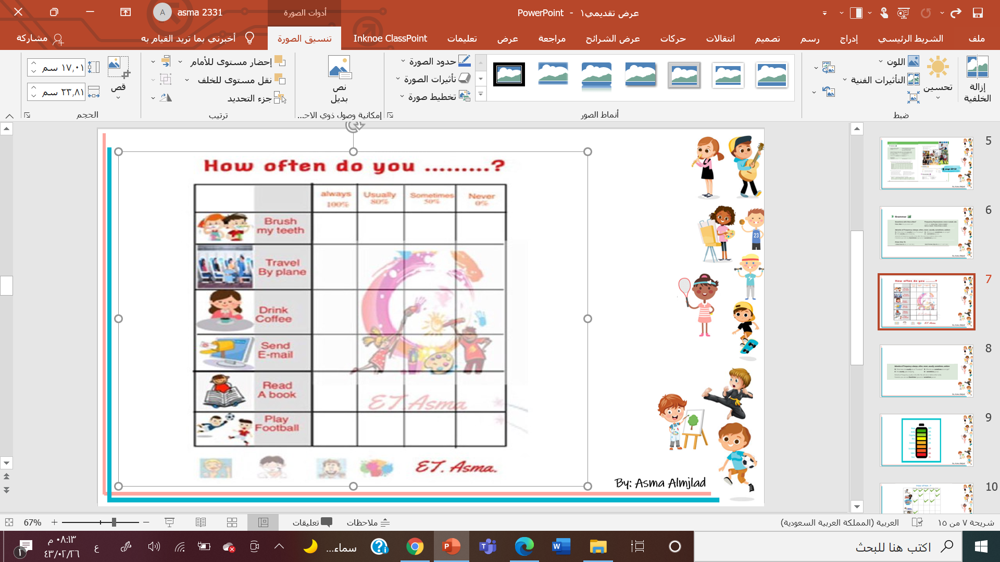 عرض تقديمي١ - PowerPoint
أدوات الصورة
asma 2331
A
ملف
الشريط الرئيسي
إدراج
رسم
تصميم
انتقالات
حركات
عرض الشرائح
مراجعة
عرض
تعليمات
Inknoe ClassPoint
تنسيق الصورة
أخبرني بما تريد القيام به
مشاركة
إزالة الخلفية
تحسين
اللون
التأثيرات الفنية
ضبط
أنماط الصور
حدود الصورة
تأثيرات الصورة
تخطيط صورة
نص بديل
إمكانية وصول ذوي الاحـ...
إحضار مستوى للأمام
نقل مستوى للخلف
جزء التحديد
ترتيب
قص
١٧,٠١ سم
٢٣,٨١ سم
الحجم
How often do you .........?
always 100%
Usually 80%
Sometimes 50%
Never 0%
Brush my teeth
Travel By plane
Drink Coffee
Send E-mail
Read A book
Play Football
ET.Asma
ET. Asma.
23
By: Asma Almjlad
5
6
7
8
9
10
شريحة ٧ من ١٥
العربية (المملكة العربية السعودية)
ملاحظات
تعليقات
67%
اكتب هنا للبحث
سماء...
ع
٠٨:١٣ م
٤٣/٠٢/٢٦
١